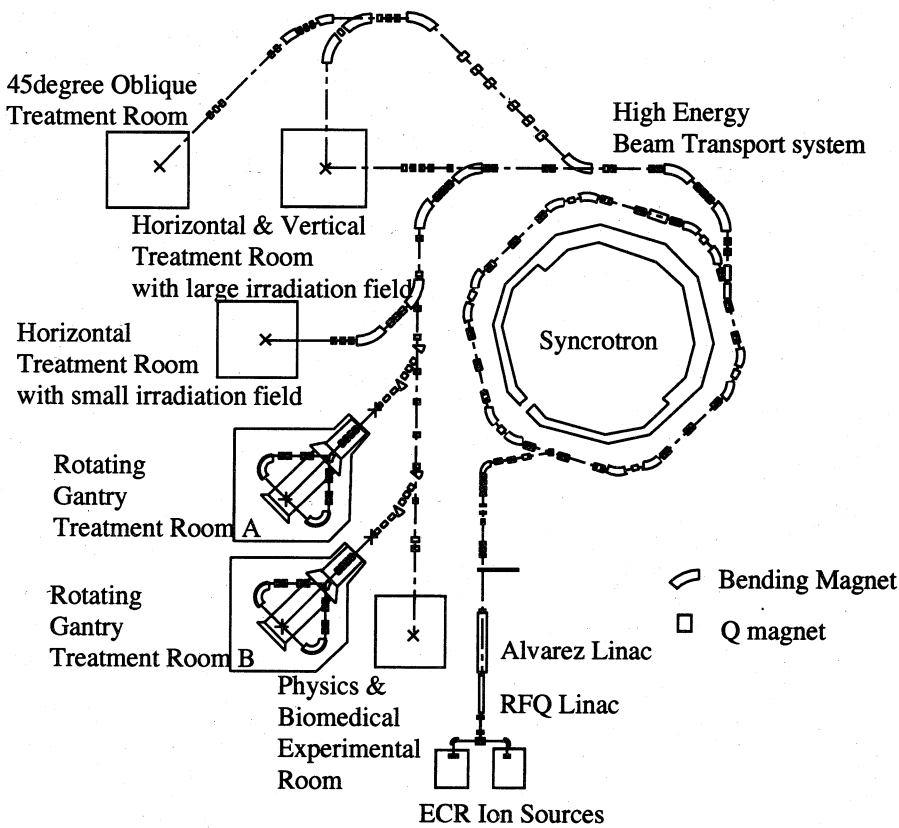 45degree Oblique
Treatment Room
High Energy
Beam Transport system
Horizontal & Vertical
Treatment Room
with large irradiation field
Horizontal
Treatment Room
with small irradiation field
Syncrotron
Rotating
Gantry
Treatment Room A
Rotating
Gantry
Treatment Room B
Bending Magnet
Q magnet
Alvarez Linac
RFQ Linac
Physics &
Biomedical
Experimental
Room
ECR Ion Sources